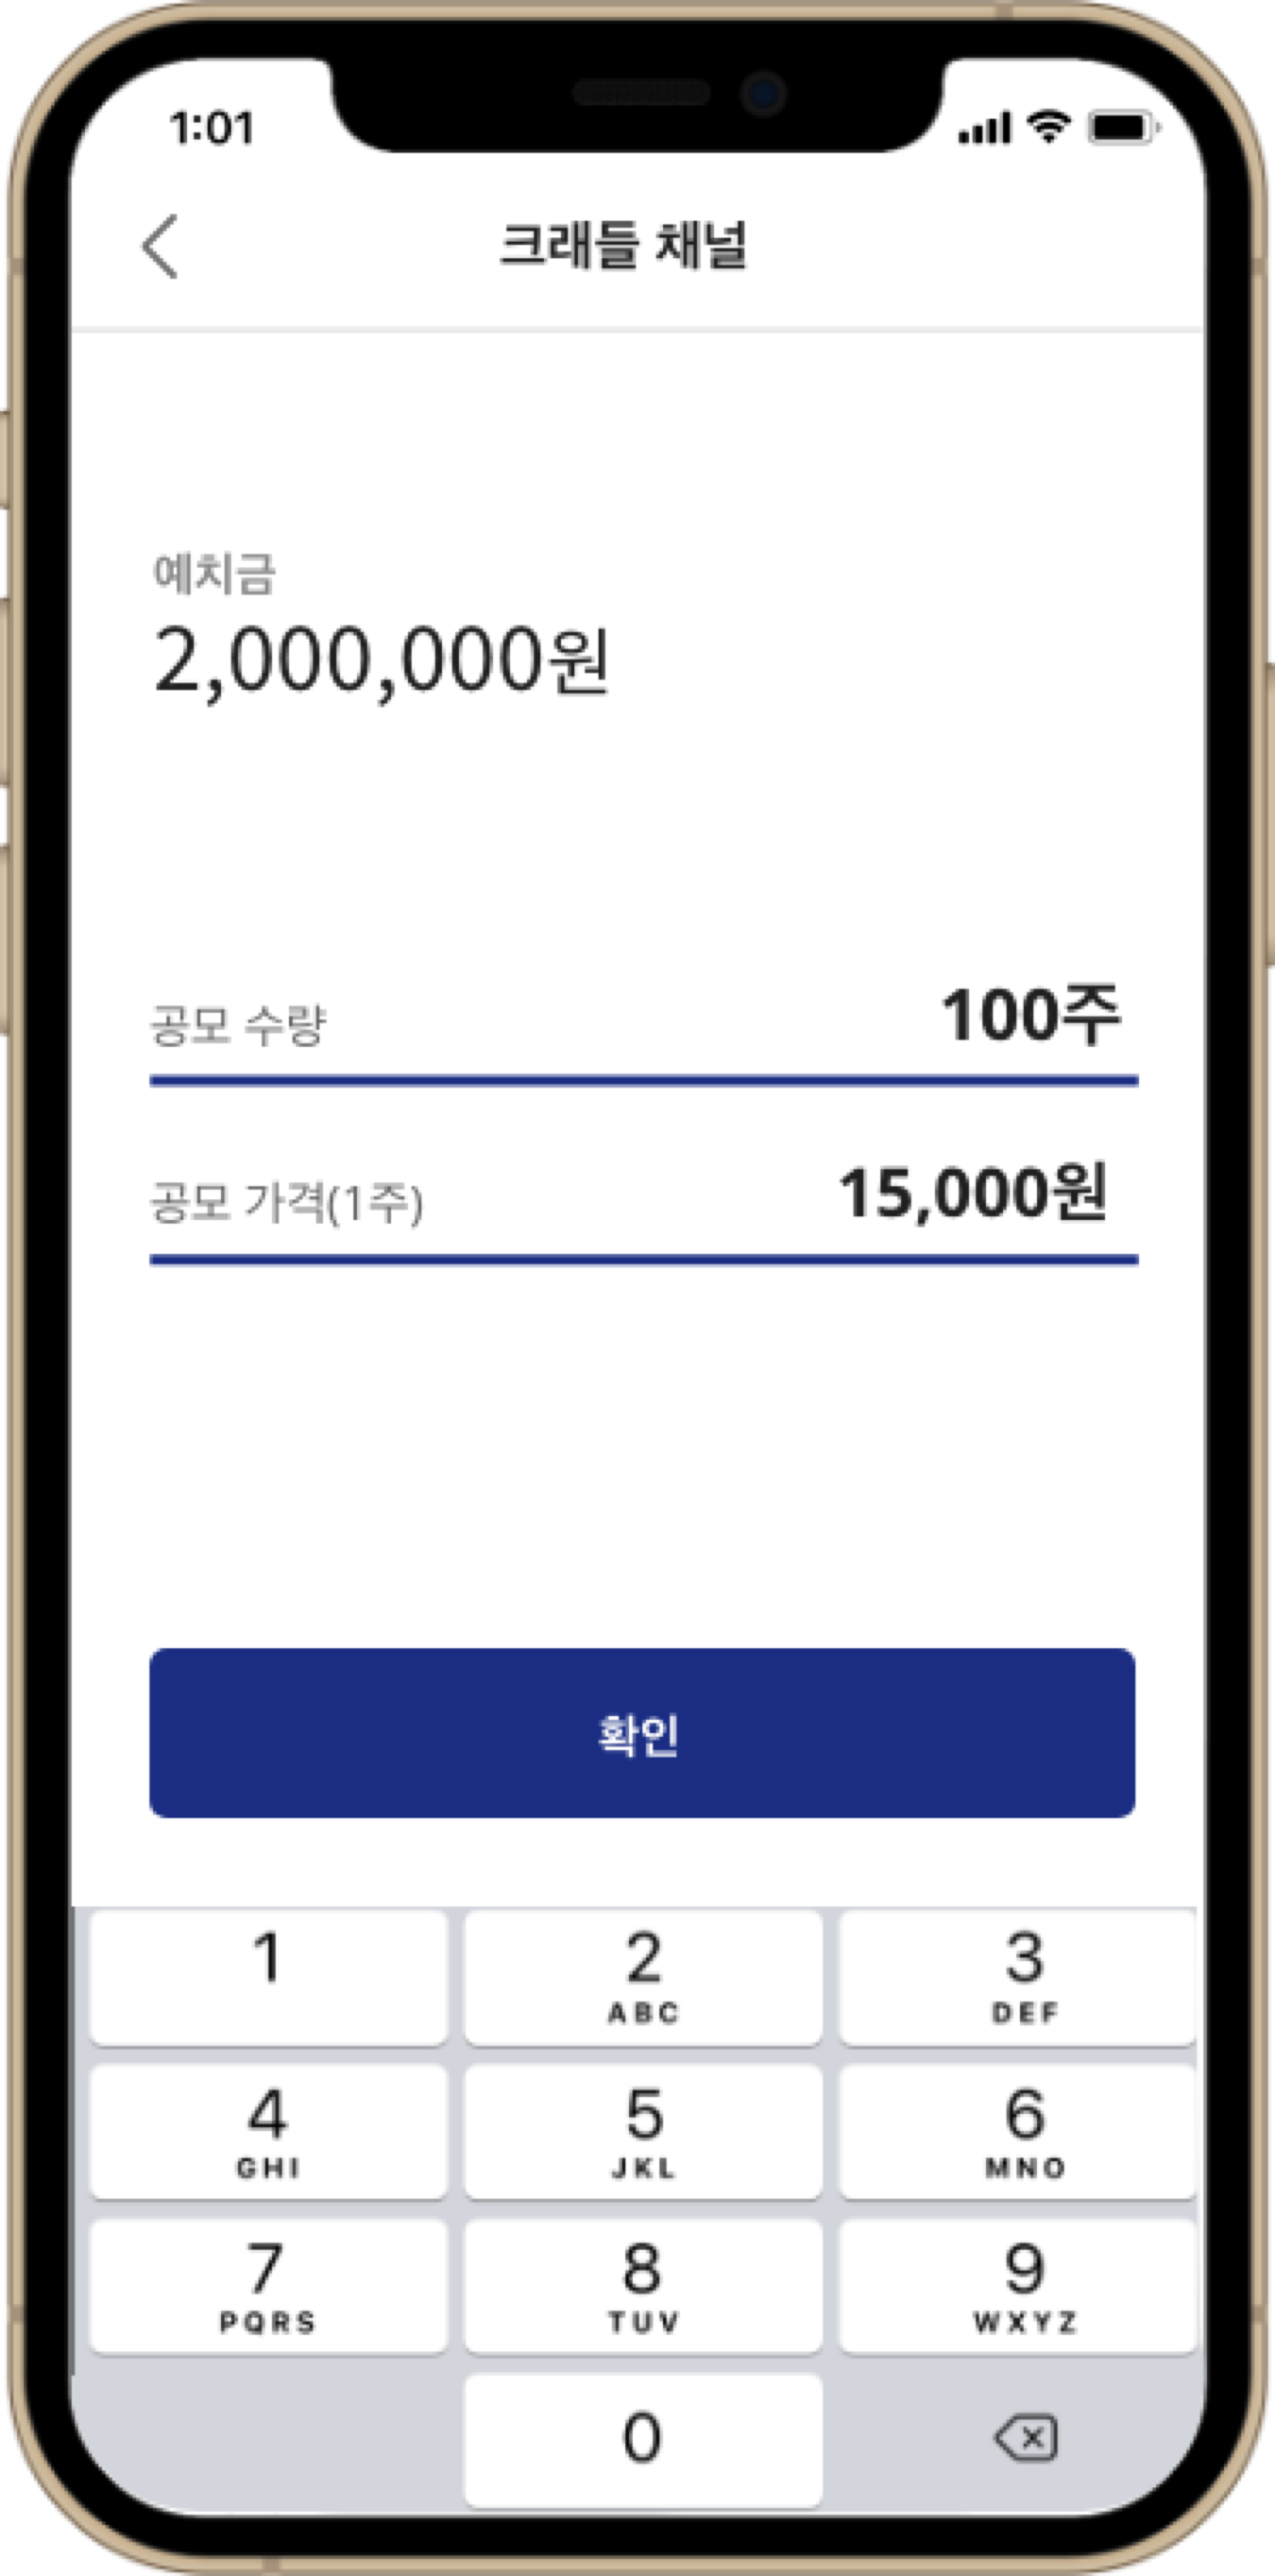 1:01
크래들 채널
예치금
2,000,000원
공모 수량 100주
공모 가격(1주) 15,000원
확인
1 2 3
ABC DEF
4 5 6
GHI JKL MNO
7 8 9
PQRS TUV WXYZ
0